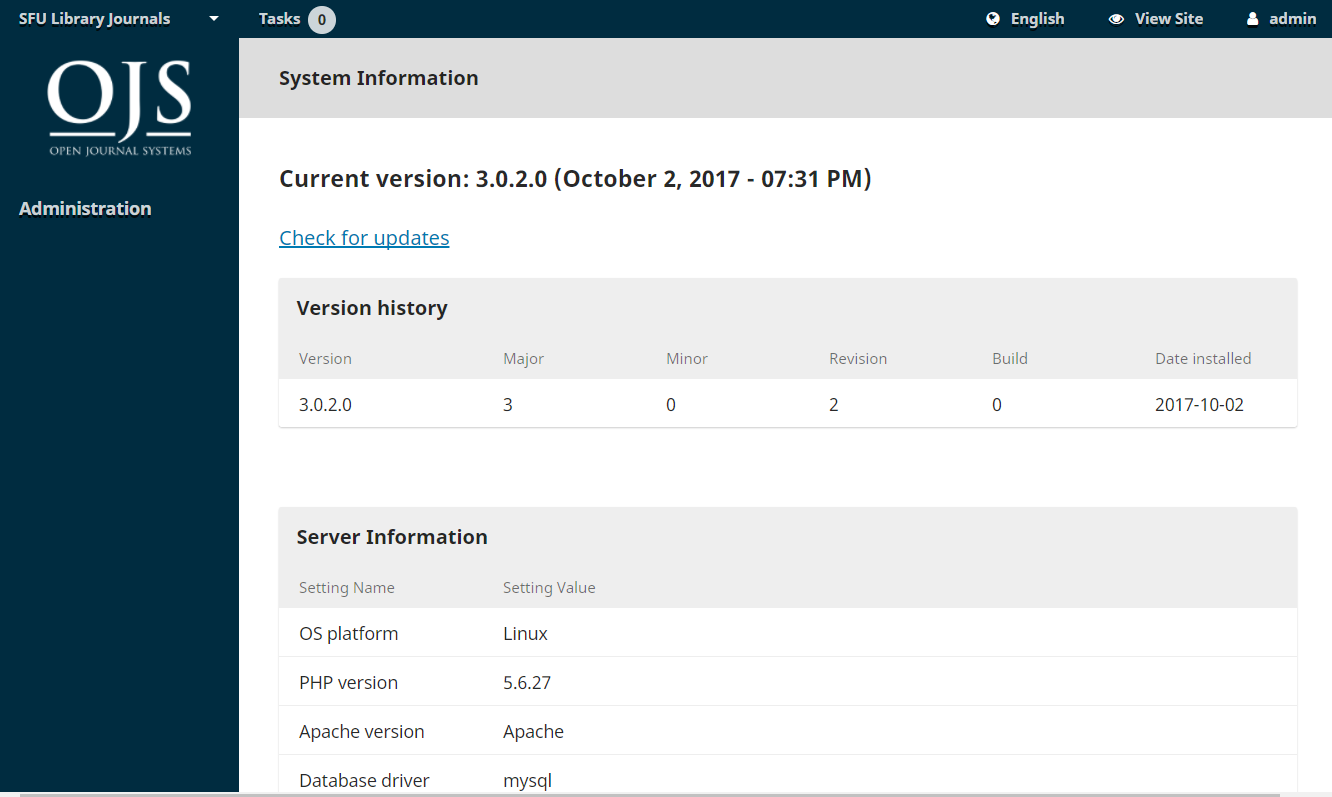 SFU Library Journals Tasks 0 English View Site admin
OJS
OPEN JOURNAL SYSTEMS
Administration
System Information
Current version: 3.0.2.0 (October 2, 2017 - 07:31 PM)
Check for updates
Version history
Version Major Minor Revision Build Date installed
3.0.2.0 3 0 2 0 2017-10-02
Server Information
Setting Name Setting Value
OS platform Linux
PHP version 5.6.27
Apache version Apache
Database driver mysql